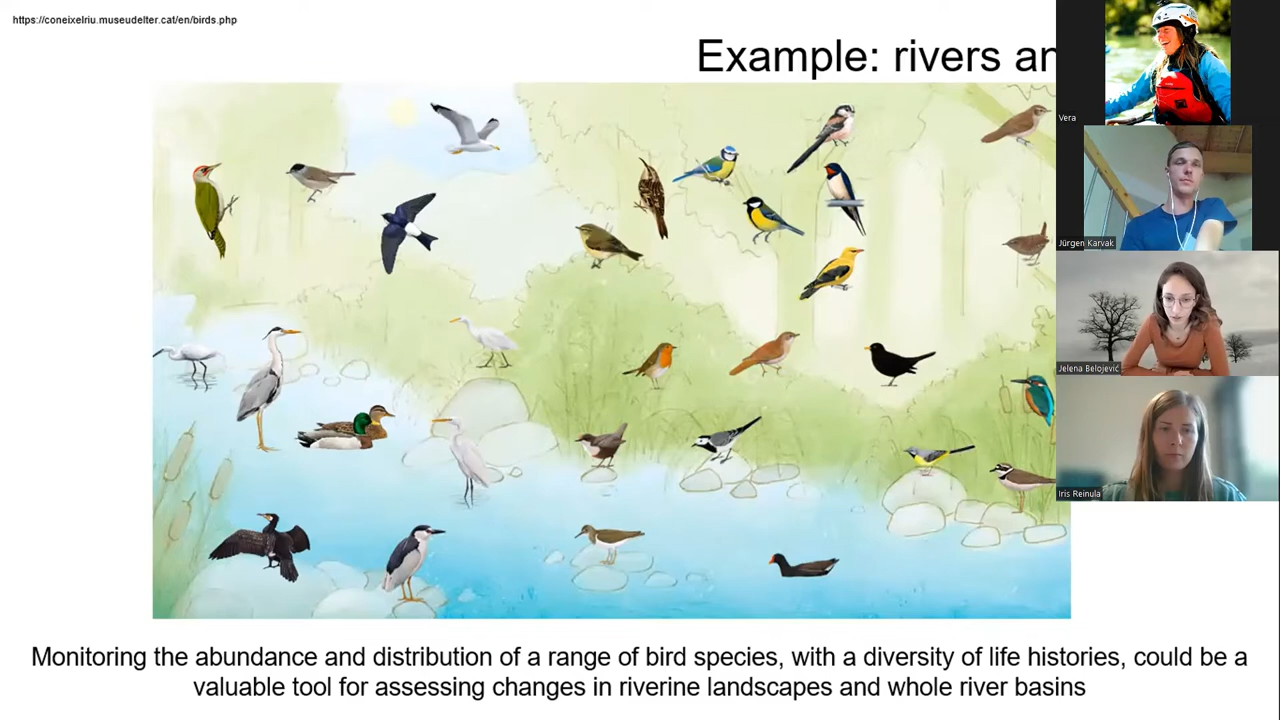 https://coneixelriu.museudelter.cat/en/birds.php
Example: rivers an
Vera
Jürgen Karvak
Jelena Belojević
Iris Reinula
Monitoring the abundance and distribution of a range of bird species, with a diversity of life histories, could be a
valuable tool for assessing changes in riverine landscapes and whole river basins